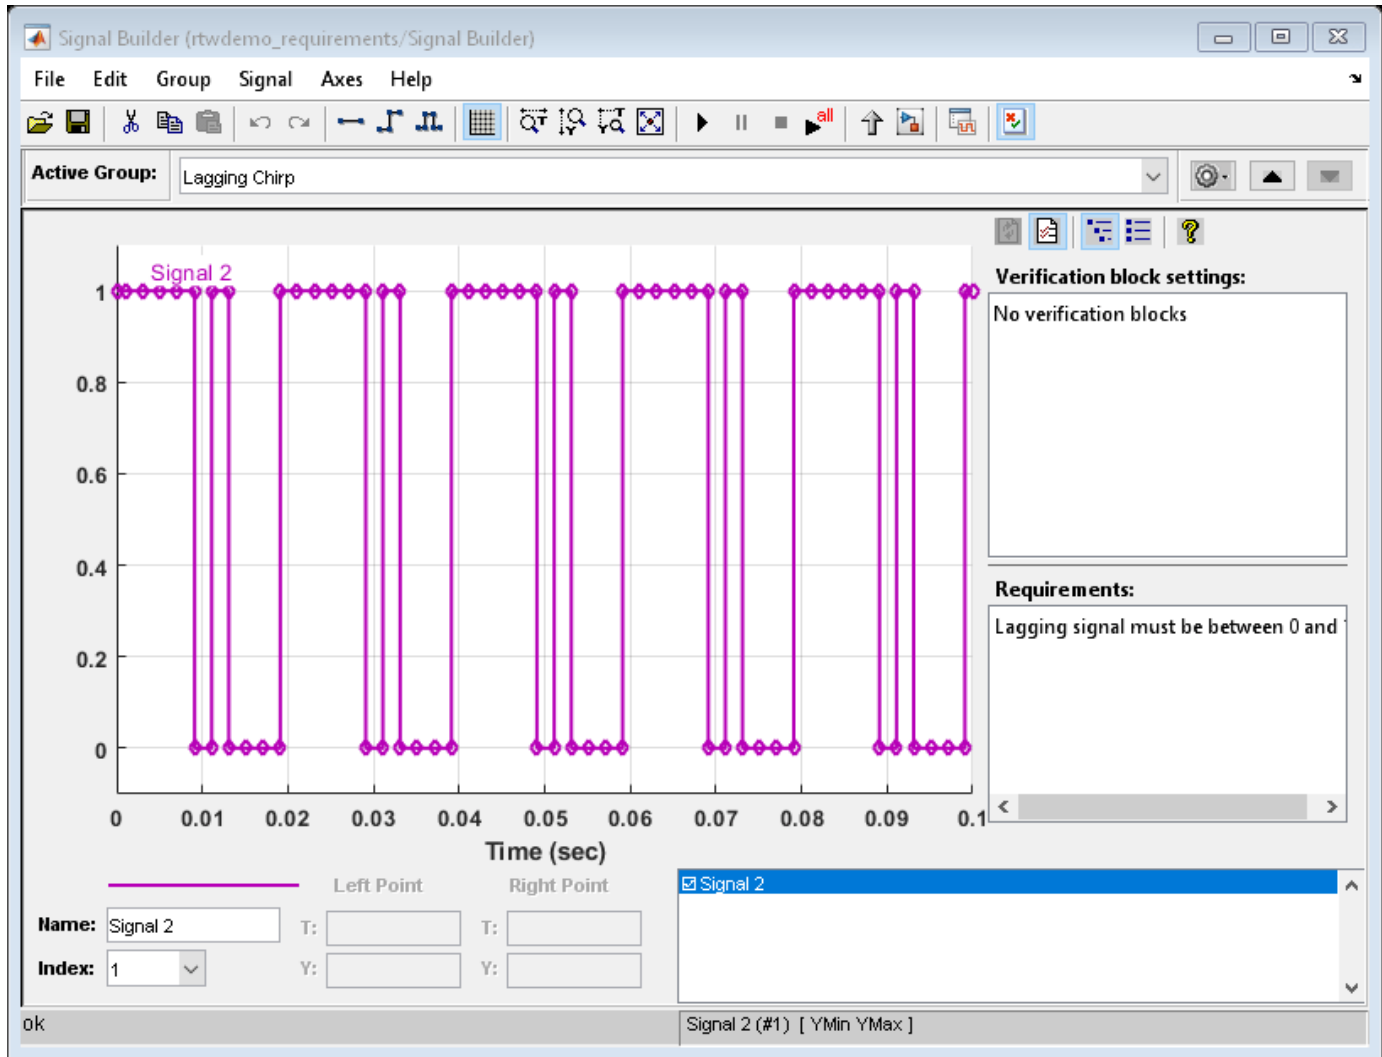 Signal Builder (rtwdemo_requirements/Signal Builder)
File Edit Group Signal Axes Help
all
Active Group: Lagging Chirp
Signal 2
1
0.8
0.6
0.4
0.2
0
0 0.01 0.02 0.03 0.04 0.05 0.06 0.07 0.08 0.09 0.1
Time (sec)
Verification block settings:
No verification blocks
Requirements:
Lagging signal must be between 0 and
Left Point Right Point
Name: Signal 2 T: T:
Index: 1 Y: Y:
Signal 2
ok
Signal 2 (#1) [ YMin YMax ]